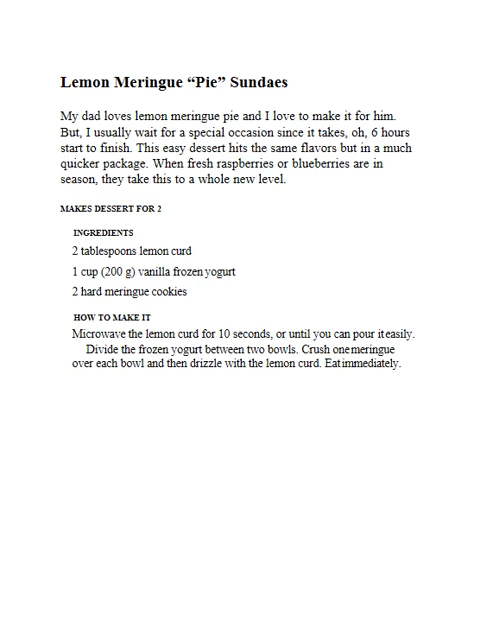 Lemon Meringue “Pie” Sundaes
My dad loves lemon meringue pie and I love to make it for him.
But, I usually wait for a special occasion since it takes, oh, 6 hours
start to finish. This easy dessert hits the same flavors but in a much
quicker package. When fresh raspberries or blueberries are in
season, they take this to a whole new level.
MAKES DESSERT FOR 2
INGREDIENTS
2 tablespoons lemon curd
1 cup (200 g) vanilla frozen yogurt
2 hard meringue cookies
HOW TO MAKE IT
Microwave the lemon curd for 10 seconds, or until you can pour it easily.
Divide the frozen yogurt between two bowls. Crush one meringue
over each bowl and then drizzle with the lemon curd. Eat immediately.